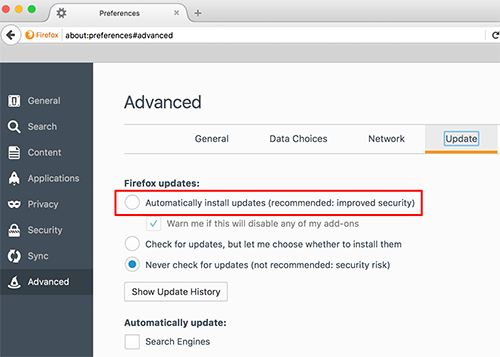 Preferences
Firefox
about:preferences#advanced
General
Search
Content
Applications
Privacy
Security
Sync
Advanced
Advanced
General Data Choices Network Update
Firefox updates:
Automatically install updates (recommended: improved security)
Warn me if this will disable any of my add-ons
Check for updates, but let me choose whether to install them
Never check for updates (not recommended: security risk)
Show Update History
Automatically update:
Search Engines